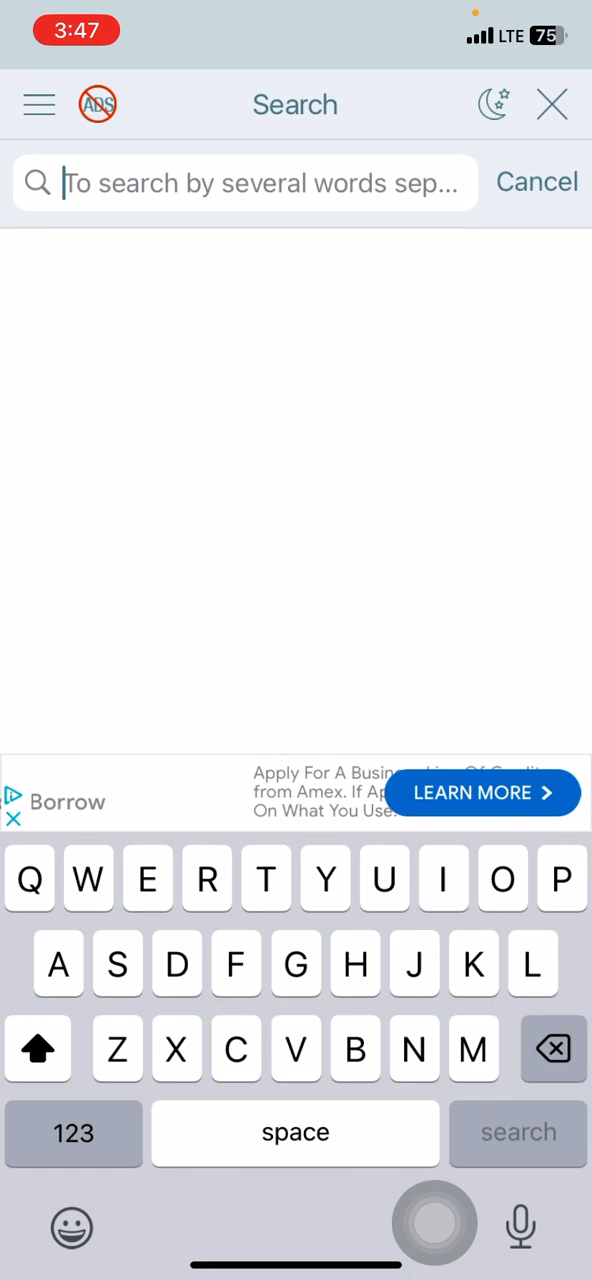 3:47
LTE 75
ADS
Search
To search by several words sep...
Cancel
Borrow
Apply For A Busin
from Amex. If Ap
On What You Use.
LEARN MORE
Q W E R T Y U I O P
A S D F G H J K L
Z X C V B N M
123 space search